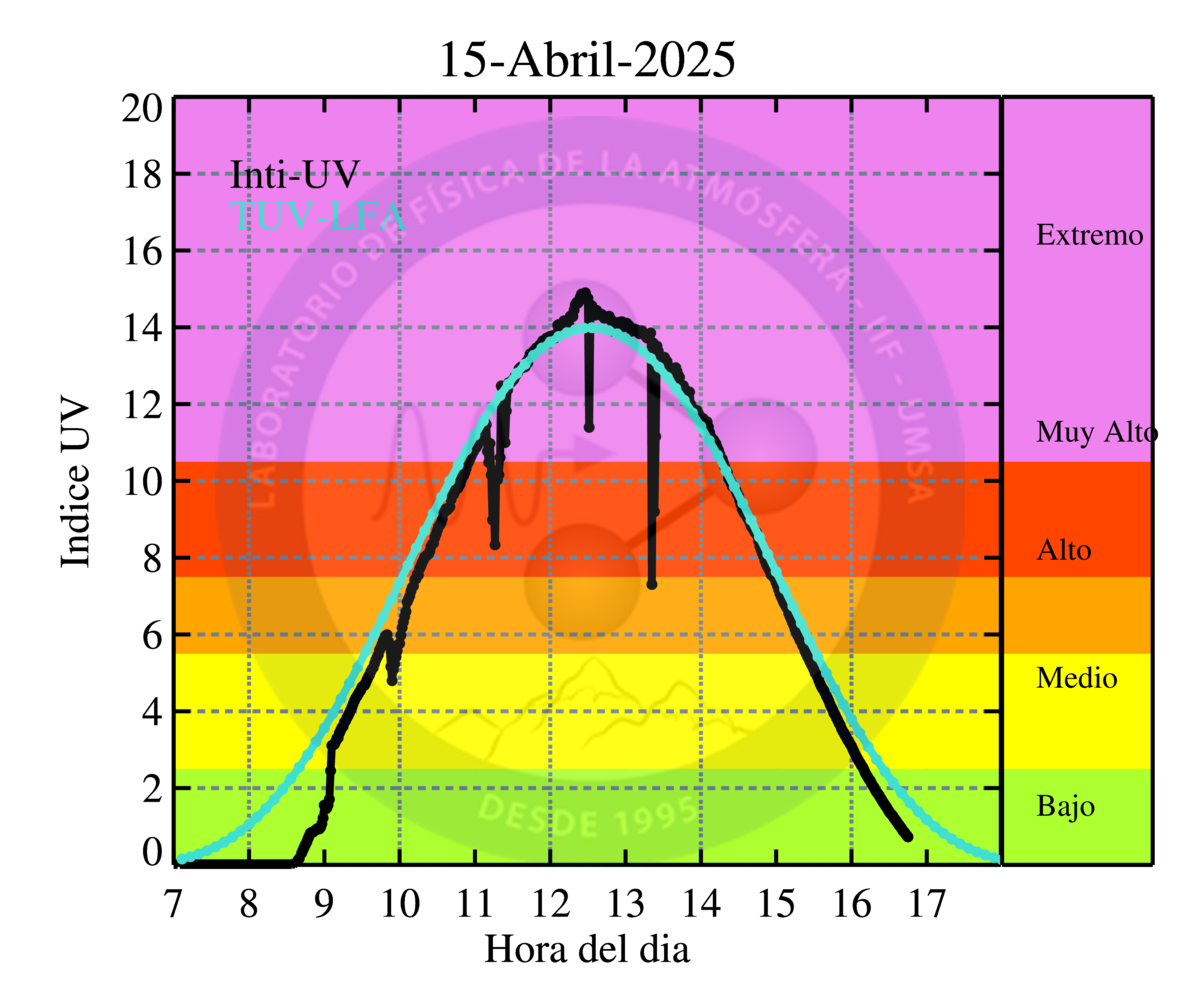 15-Abril-2025
20
18
16
14
12
10
8
6
4
2
0
Indice UV
Inti-UV
TUV-LFA
LABORATORIO DE FÍSICA DE LA ATMÓSFERA - IIF - UMSA
DESDE 1995
Extremo
Muy Alto
Alto
Medio
Bajo
7 8 9 10 11 12 13 14 15 16 17
Hora del dia